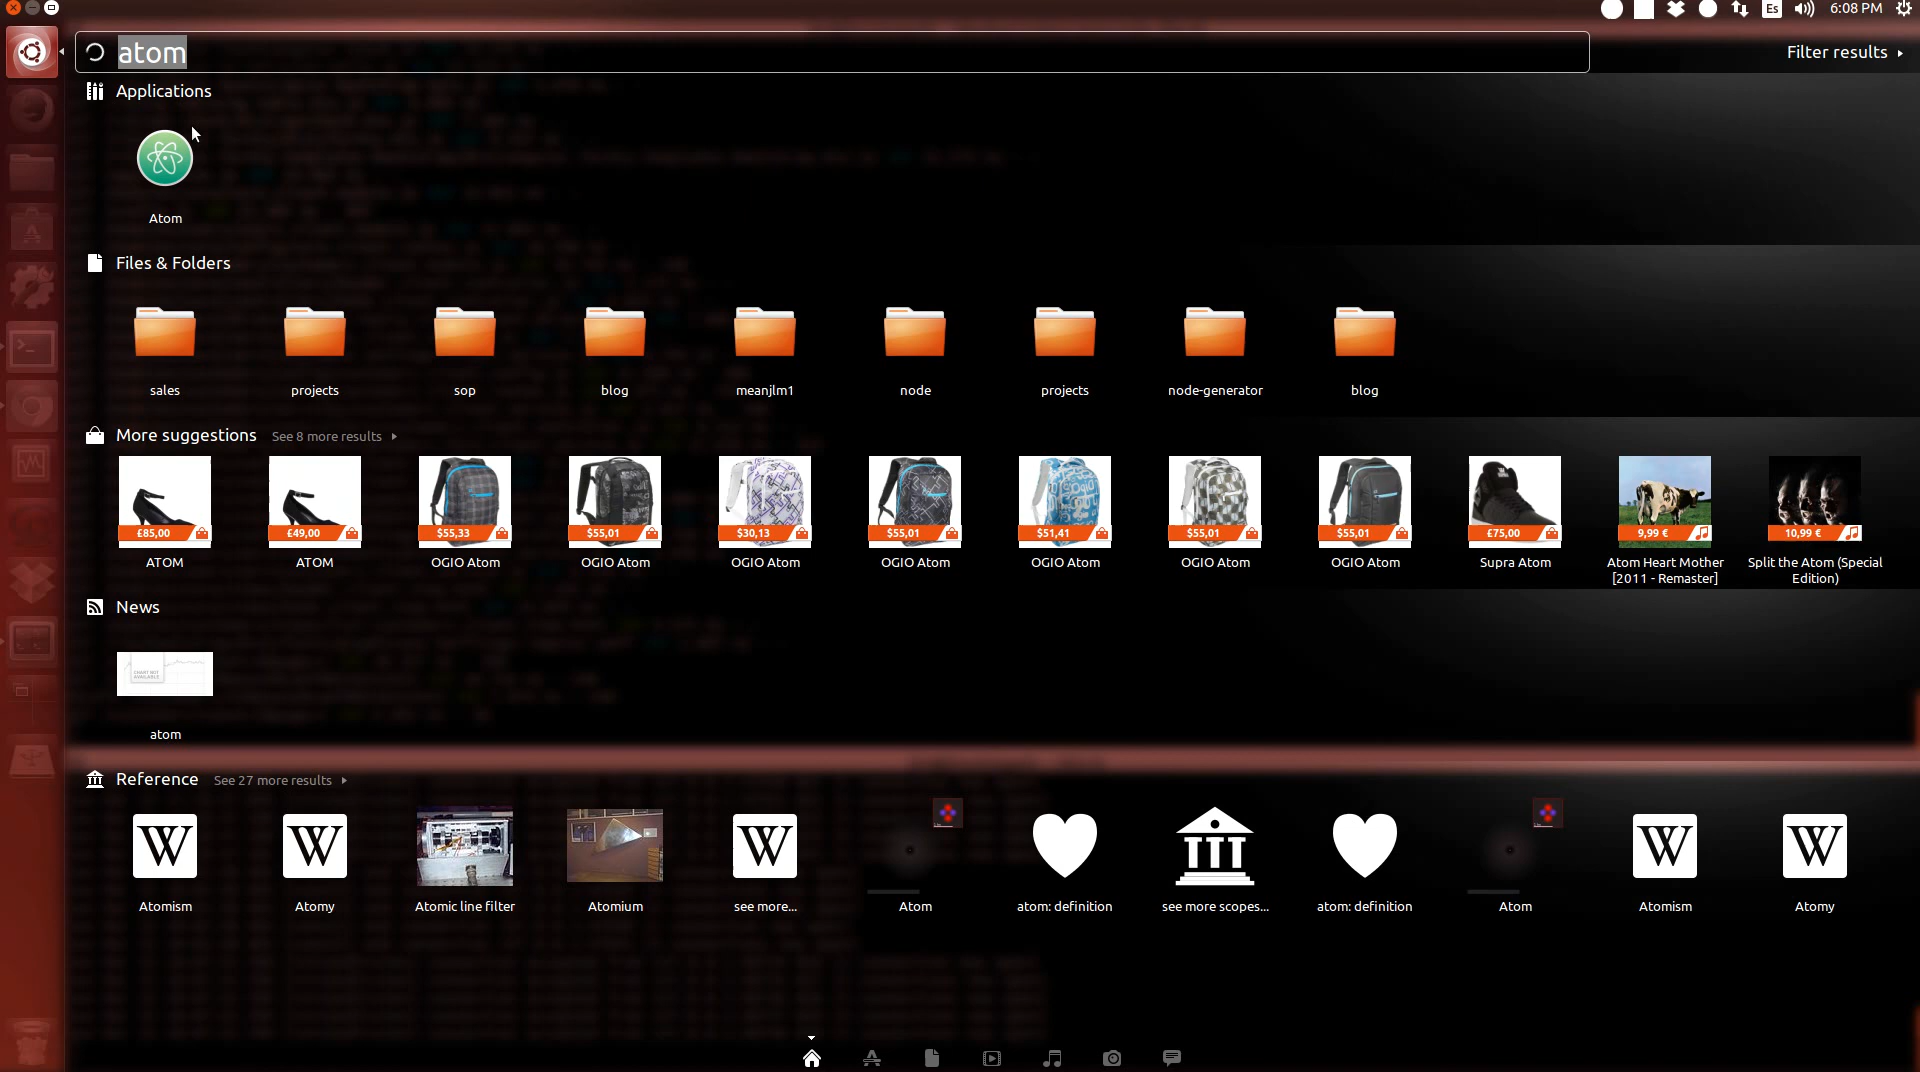 Es
6:08 PM
atom
Filter results
Applications
Atom
Files & Folders
sales
projects
sop
blog
meanjlm1
node
projects
node-generator
blog
More suggestions
See 8 more results
£85,00
£49,00
$55,33
$55,01
$30,13
$55,01
$51,41
$55,01
$55,01
£75,00
9,99 €
10,99 €
ATOM
ATOM
OGIO Atom
OGIO Atom
OGIO Atom
OGIO Atom
OGIO Atom
OGIO Atom
OGIO Atom
Supra Atom
Atom Heart Mother
[2011 - Remaster]
Split the Atom (Special
Edition)
News
CHART NOT
AVAILABLE
atom
Reference
See 27 more results
W
W
W
W
W
Atomism
Atomy
Atomic line filter
Atomium
see more...
Atom
atom: definition
see more scopes...
atom: definition
Atom
Atomism
Atomy